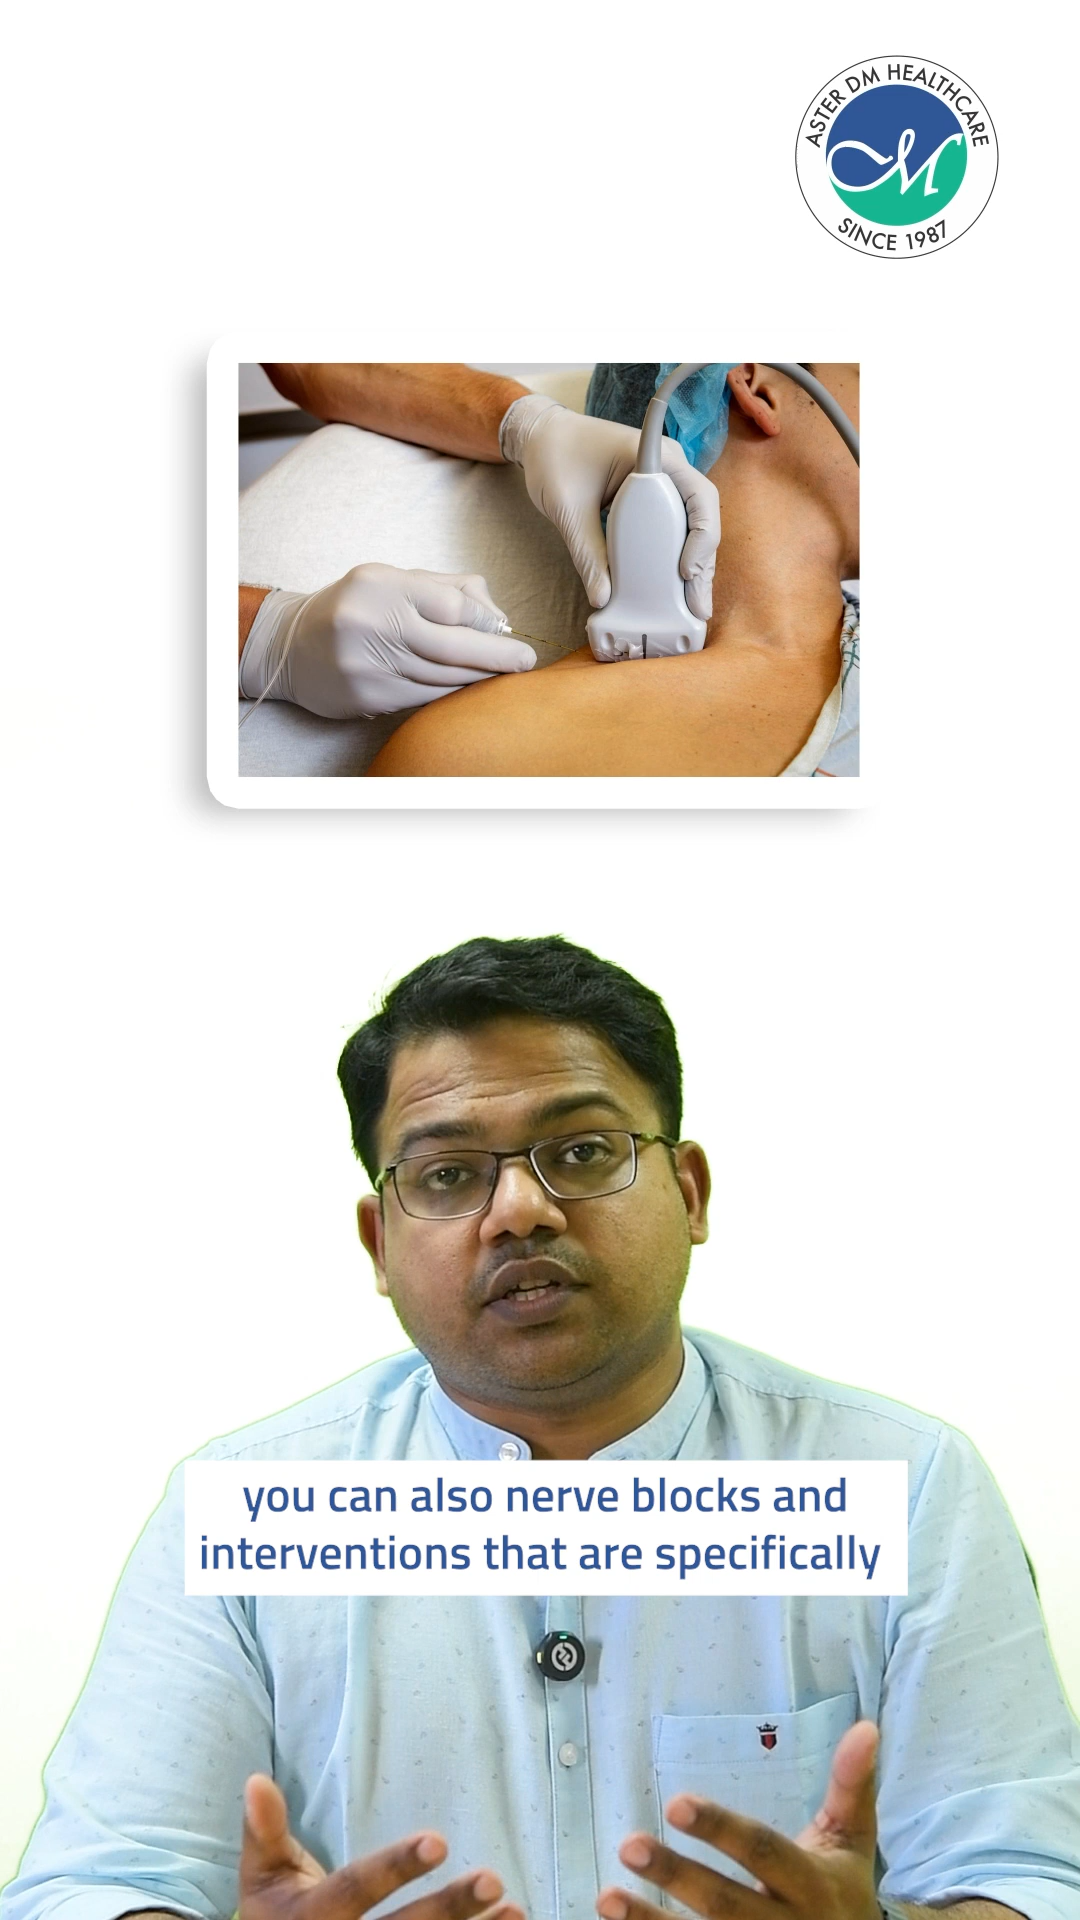 ASTER DM HEALTHCARE
M
SINCE 1987
you can also nerve blocks and
interventions that are specifically